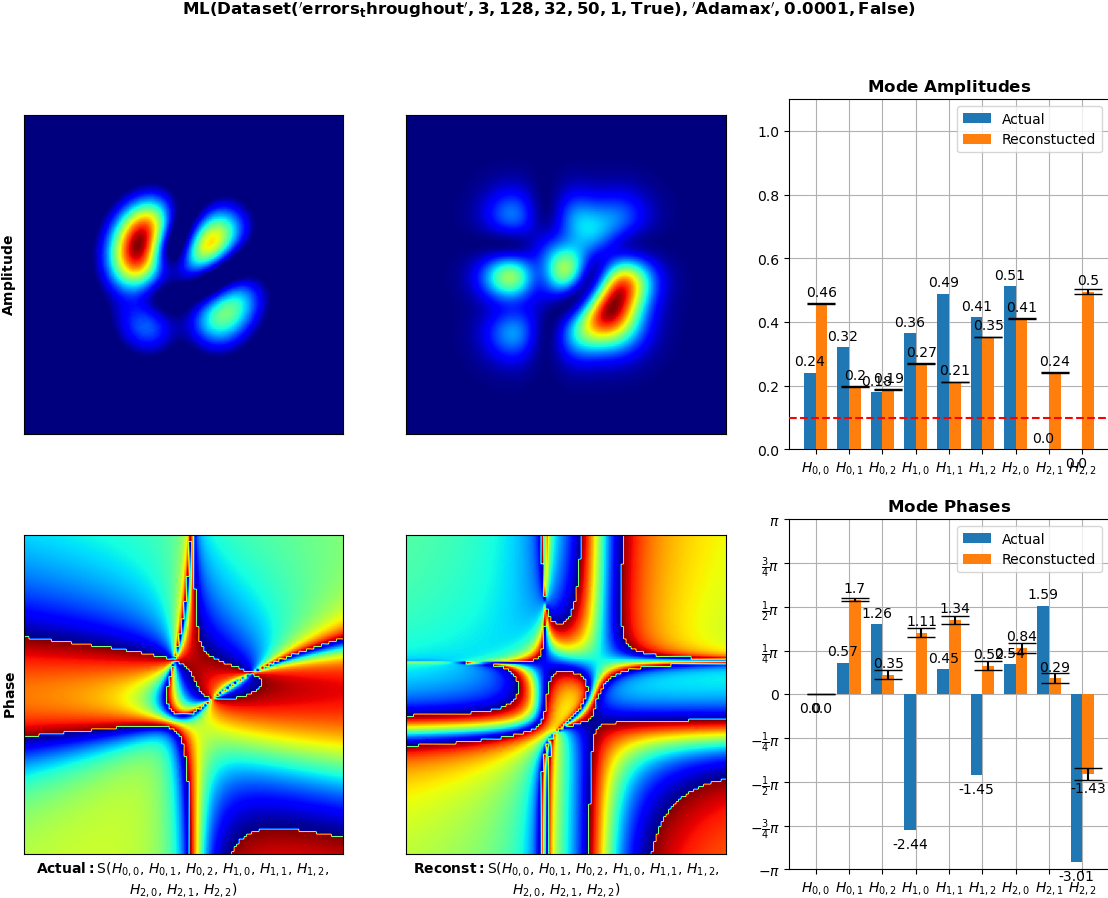 ML(Dataset('errors_throughout', 3, 128, 32, 50, 1, True), 'Adamax', 0.0001, False)
Amplitude
Mode Amplitudes
Actual
Reconstucted
1.0
0.8
0.6
0.4
0.2
0.0
0.24
0.46
0.32
0.2
0.18
0.19
0.36
0.27
0.49
0.21
0.41
0.35
0.51
0.41
0.0
0.24
0.0
0.5
H0,0 H0,1 H0,2 H1,0 H1,1 H1,2 H2,0 H2,1 H2,2
Phase
Actual: S(H0,0, H0,1, H0,2, H1,0, H1,1, H1,2,
H2,0, H2,1, H2,2)
Reconst: S(H0,0, H0,1, H0,2, H1,0, H1,1, H1,2,
H2,0, H2,1, H2,2)
Mode Phases
Actual
Reconstucted
π
3/4π
1/2π
1/4π
0
−1/4π
−1/2π
−3/4π
−π
0.0
0.0
0.57
1.7
1.26
0.35
-2.44
1.11
0.45
1.34
-1.45
0.52
0.54
0.84
1.59
0.29
-3.01
-1.43
H0,0 H0,1 H0,2 H1,0 H1,1 H1,2 H2,0 H2,1 H2,2